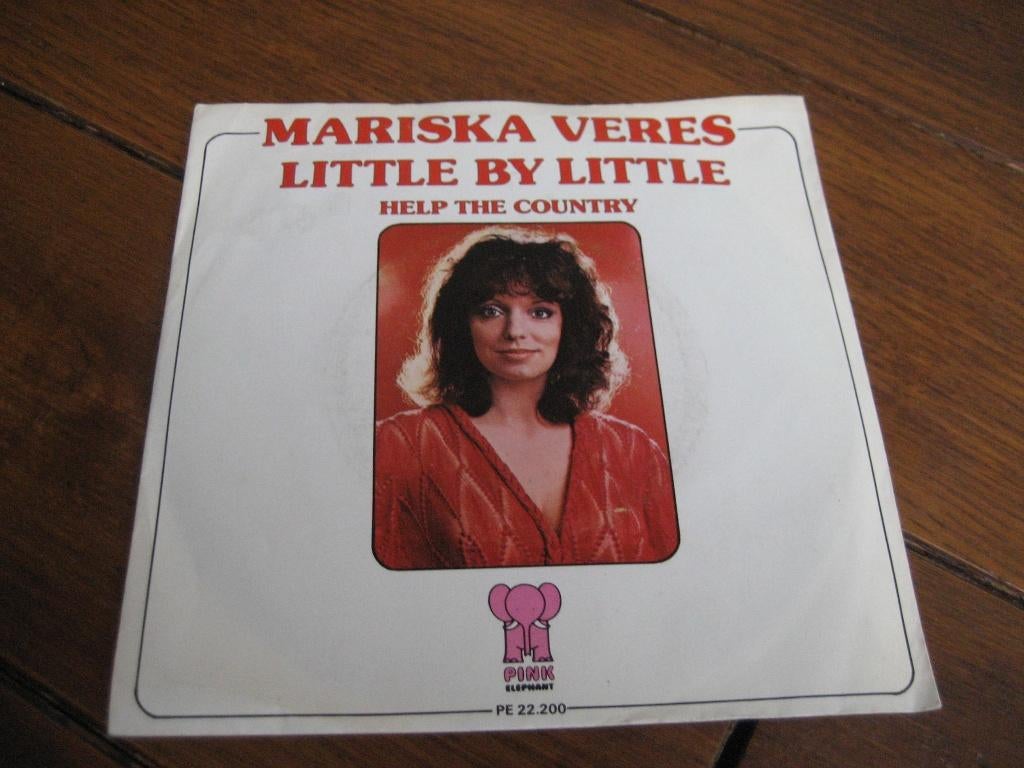 MARISKA VERES
LITTLE BY LITTLE
HELP THE COUNTRY
PINK
ELEPHANT
PE 22.200